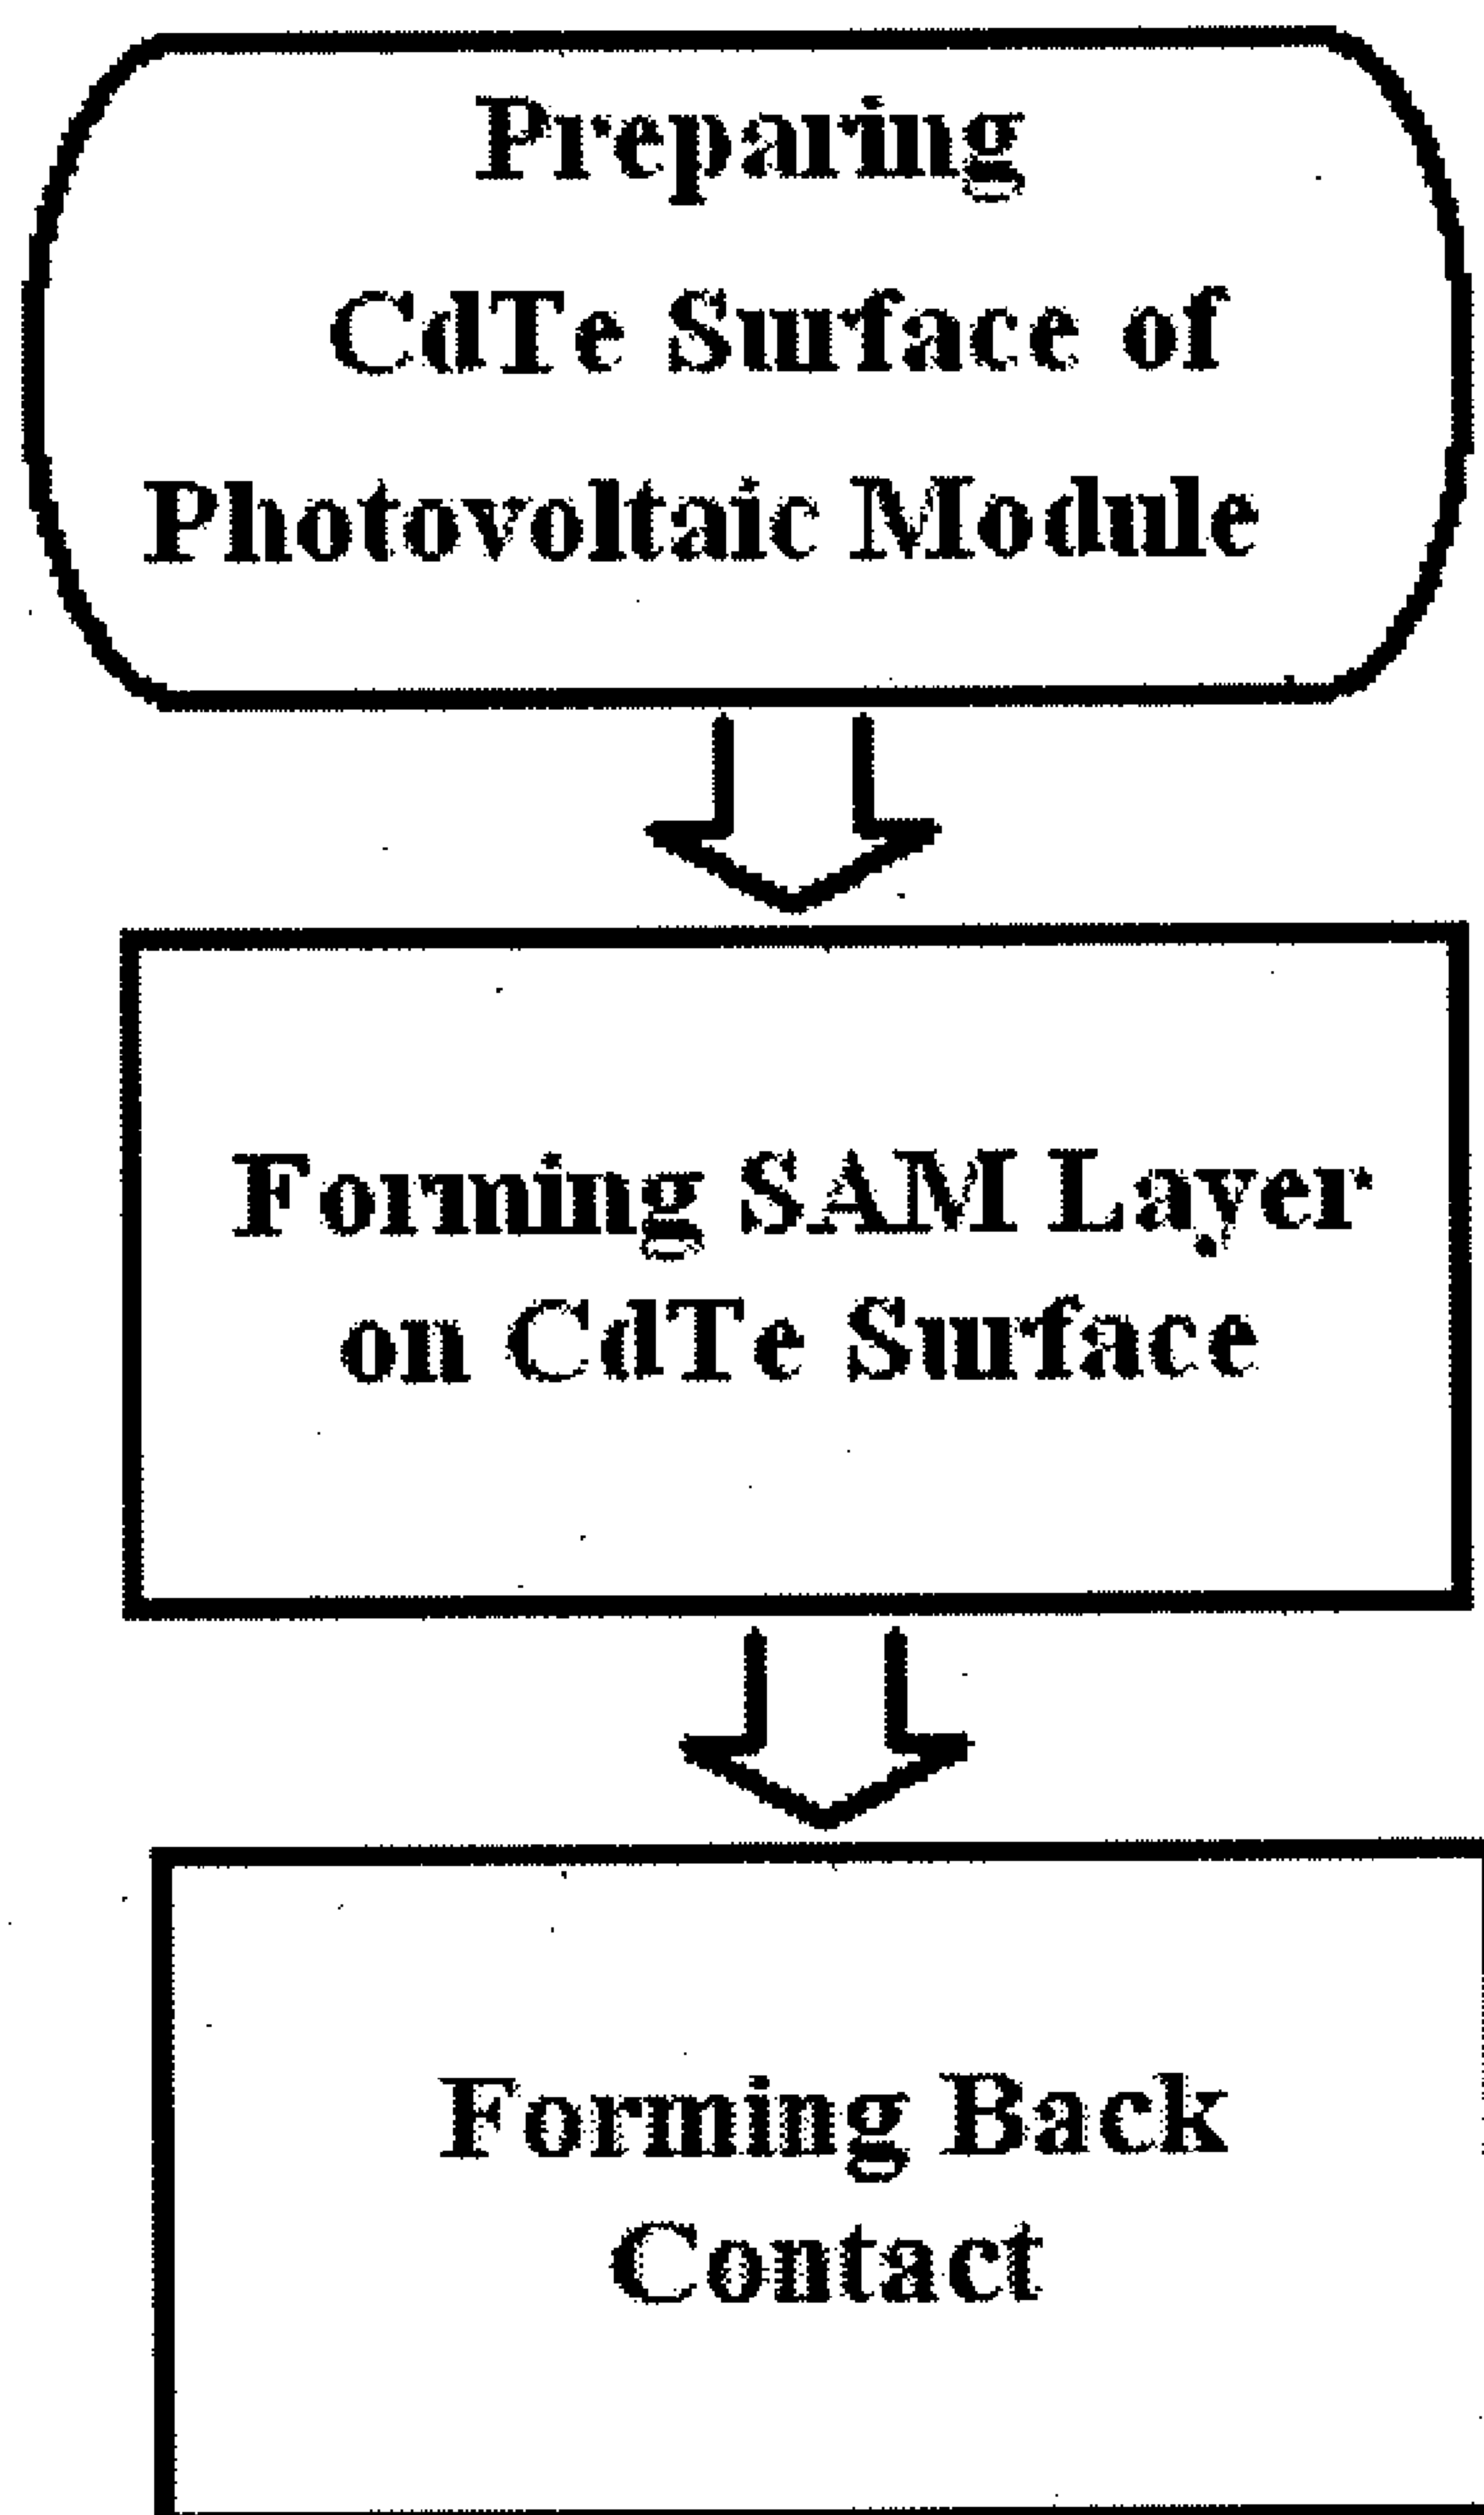 Preparing
CdTe Surface of
Photovoltaic Module
Forming SAM Layer
on CdTe Surface
Forming Back
Contact